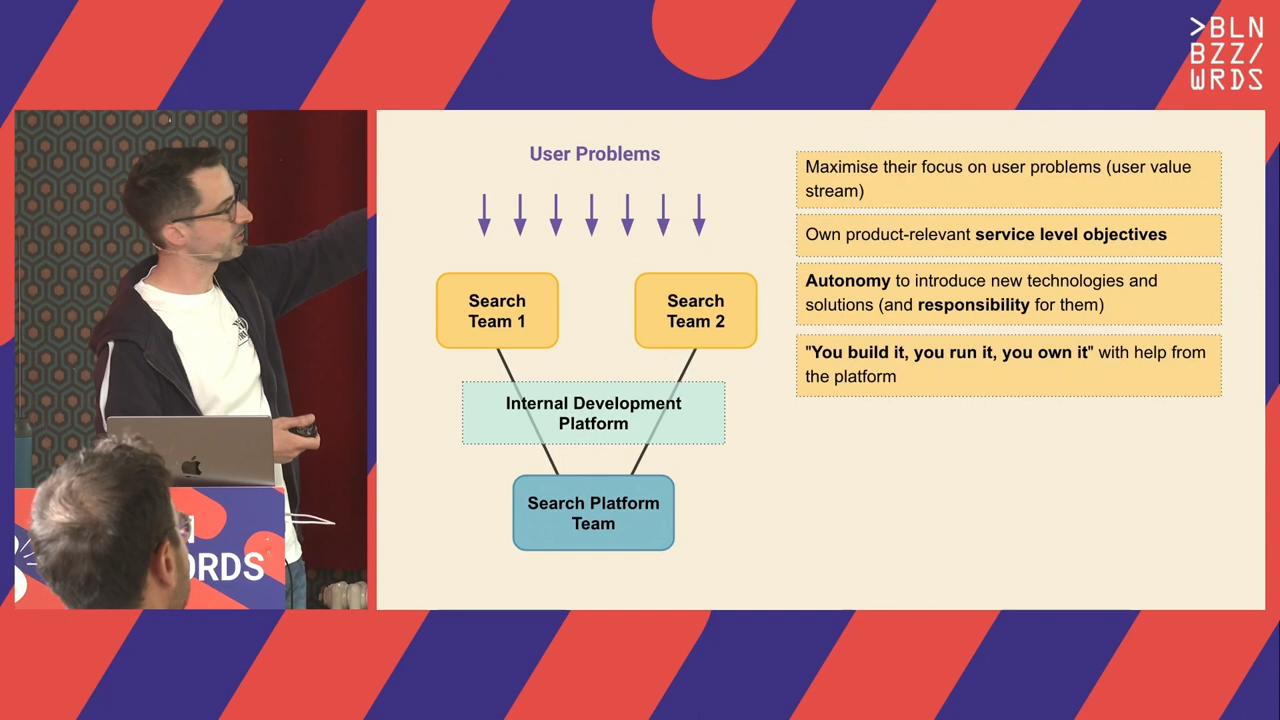 >BLN
BZZ/
WRDS
User Problems
Search
Team 1
Search
Team 2
Internal Development
Platform
Search Platform
Team
Maximise their focus on user problems (user value
stream)
Own product-relevant service level objectives
Autonomy to introduce new technologies and
solutions (and responsibility for them)
"You build it, you run it, you own it" with help from
the platform